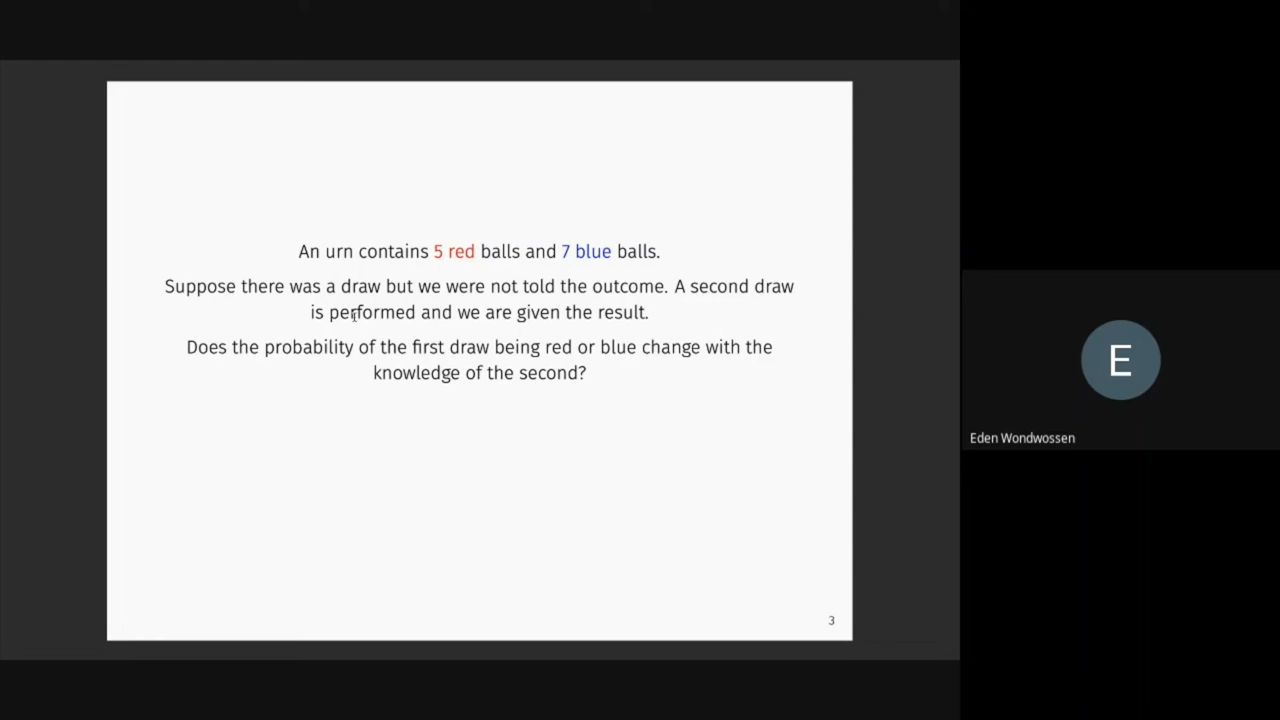 An urn contains 5 red balls and 7 blue balls.
Suppose there was a draw but we were not told the outcome. A second draw
is performed and we are given the result.
Does the probability of the first draw being red or blue change with the
knowledge of the second?
3
E
Eden Wondwossen